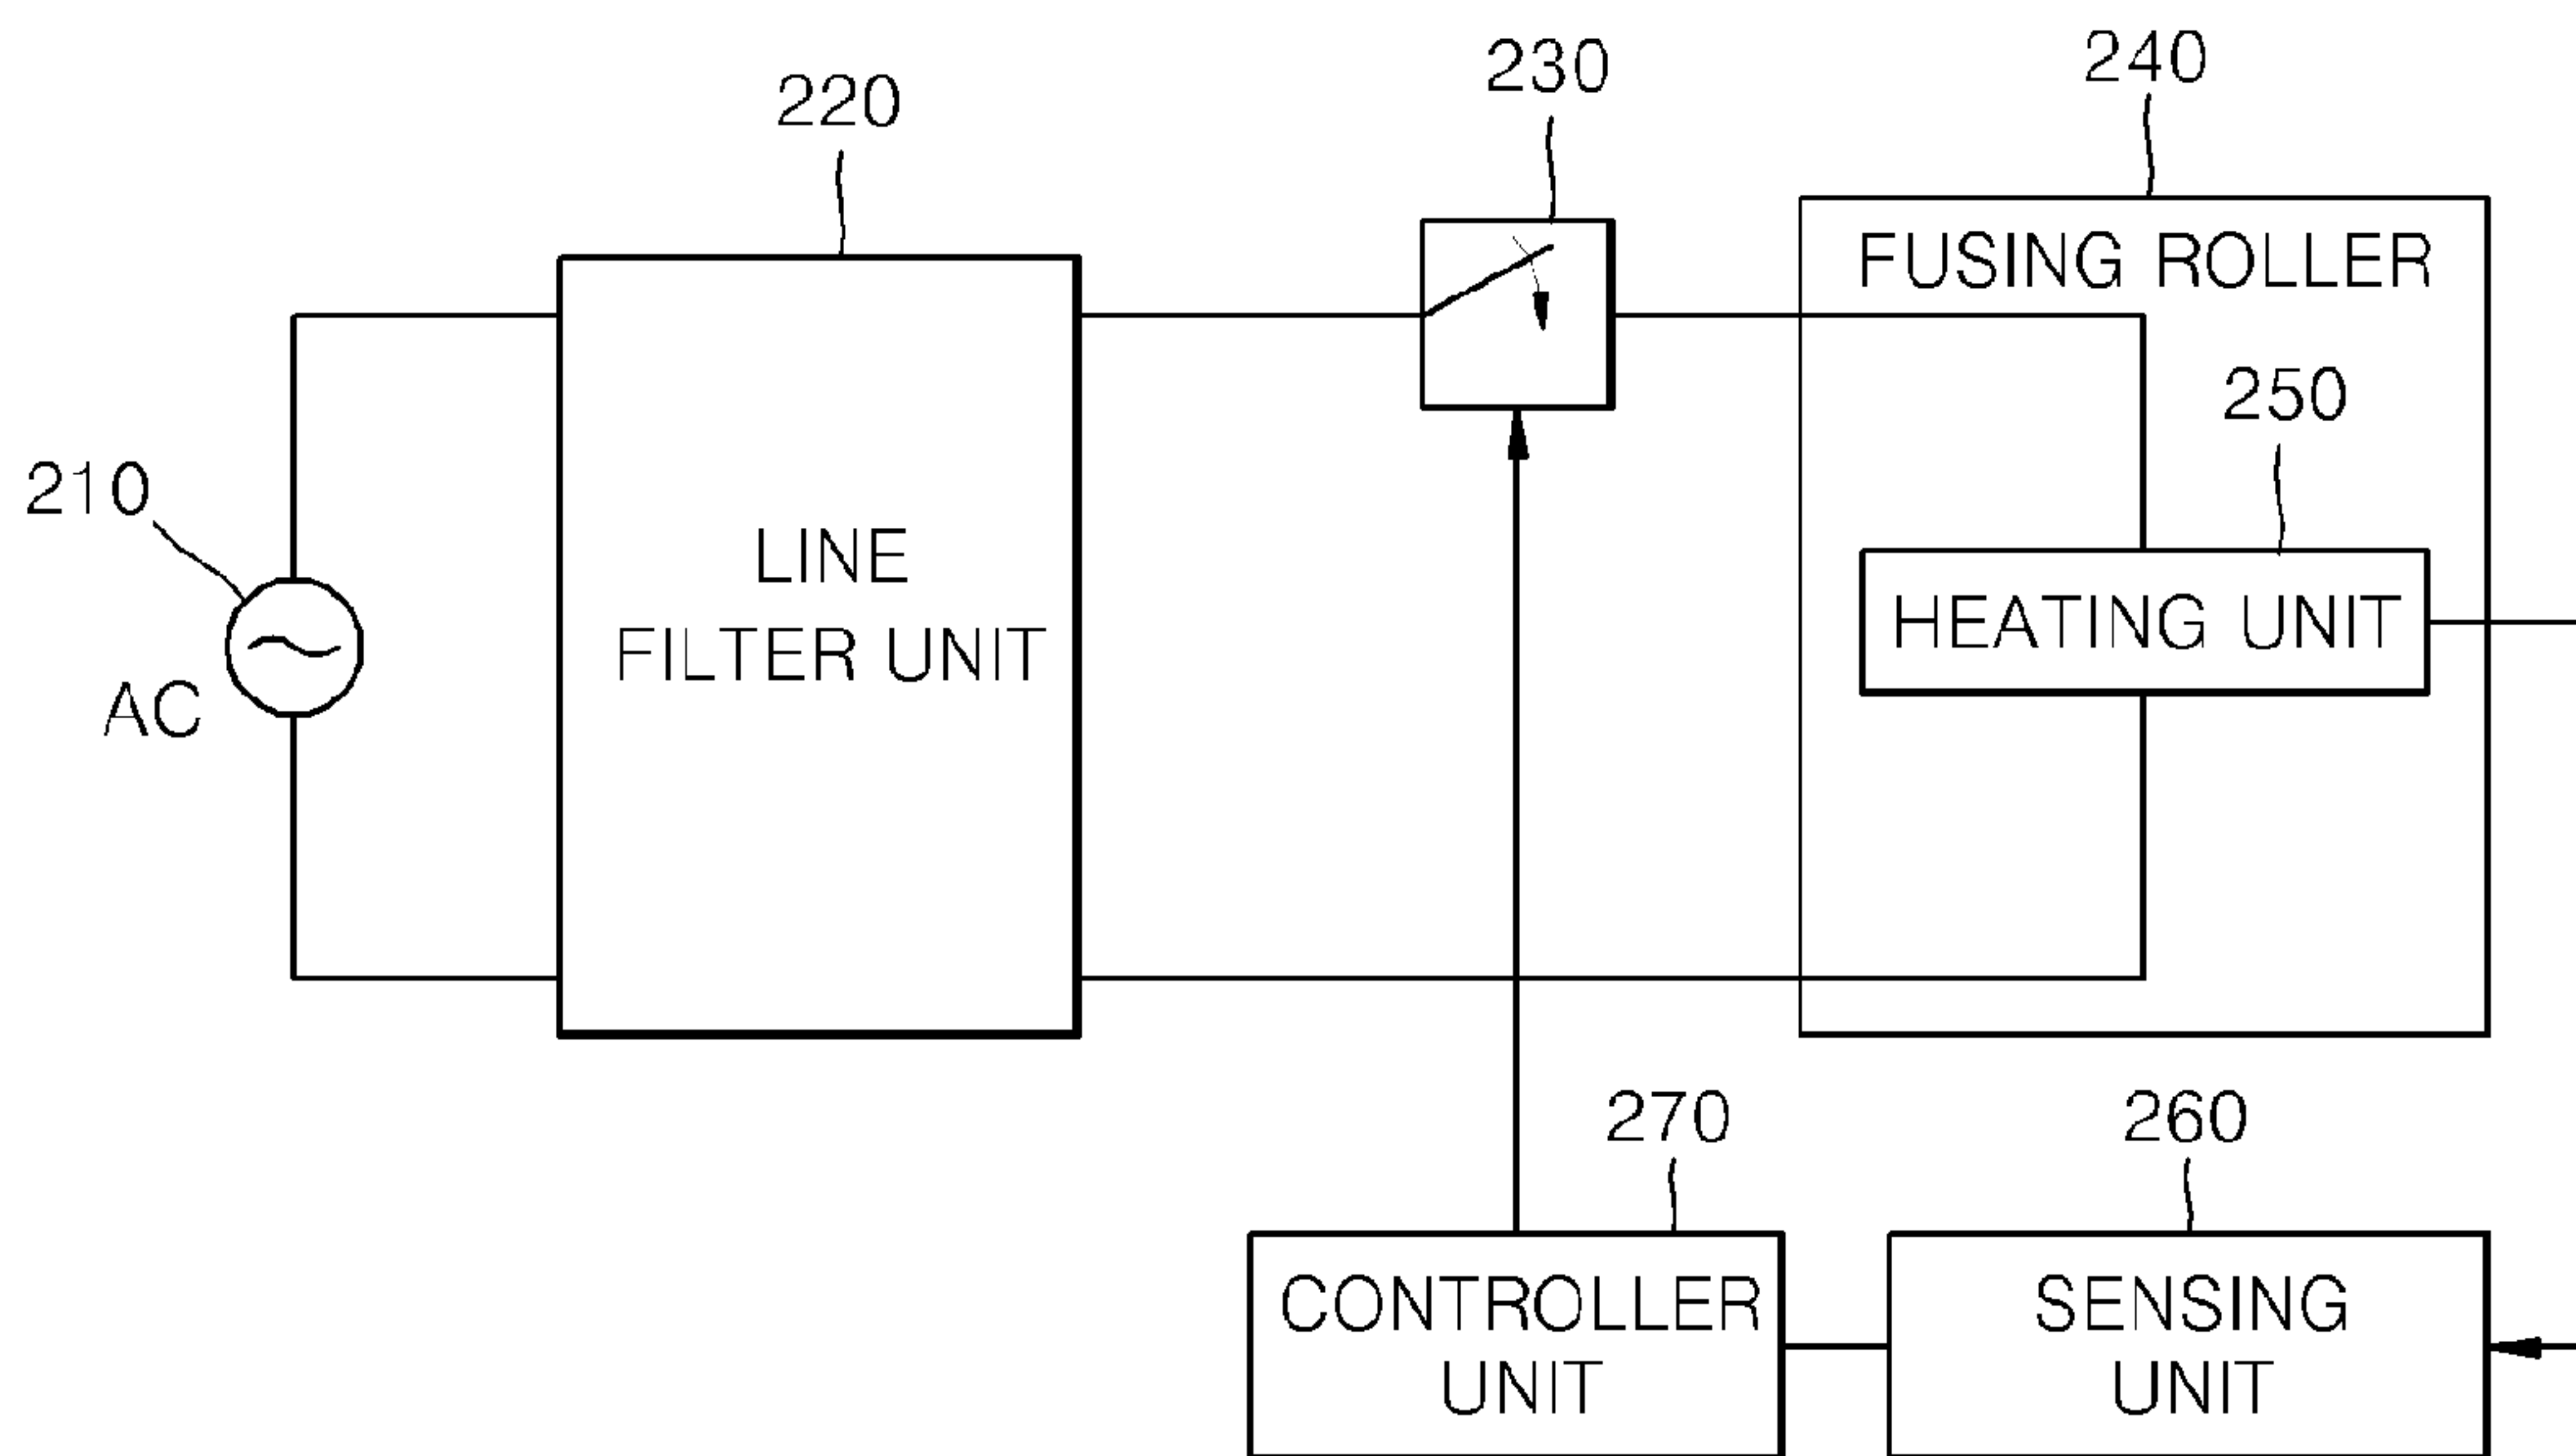 230
240
220
FUSING ROLLER
250
210
LINE
FILTER UNIT
HEATING UNIT
AC
270
260
CONTROLLER
UNIT
SENSING
UNIT